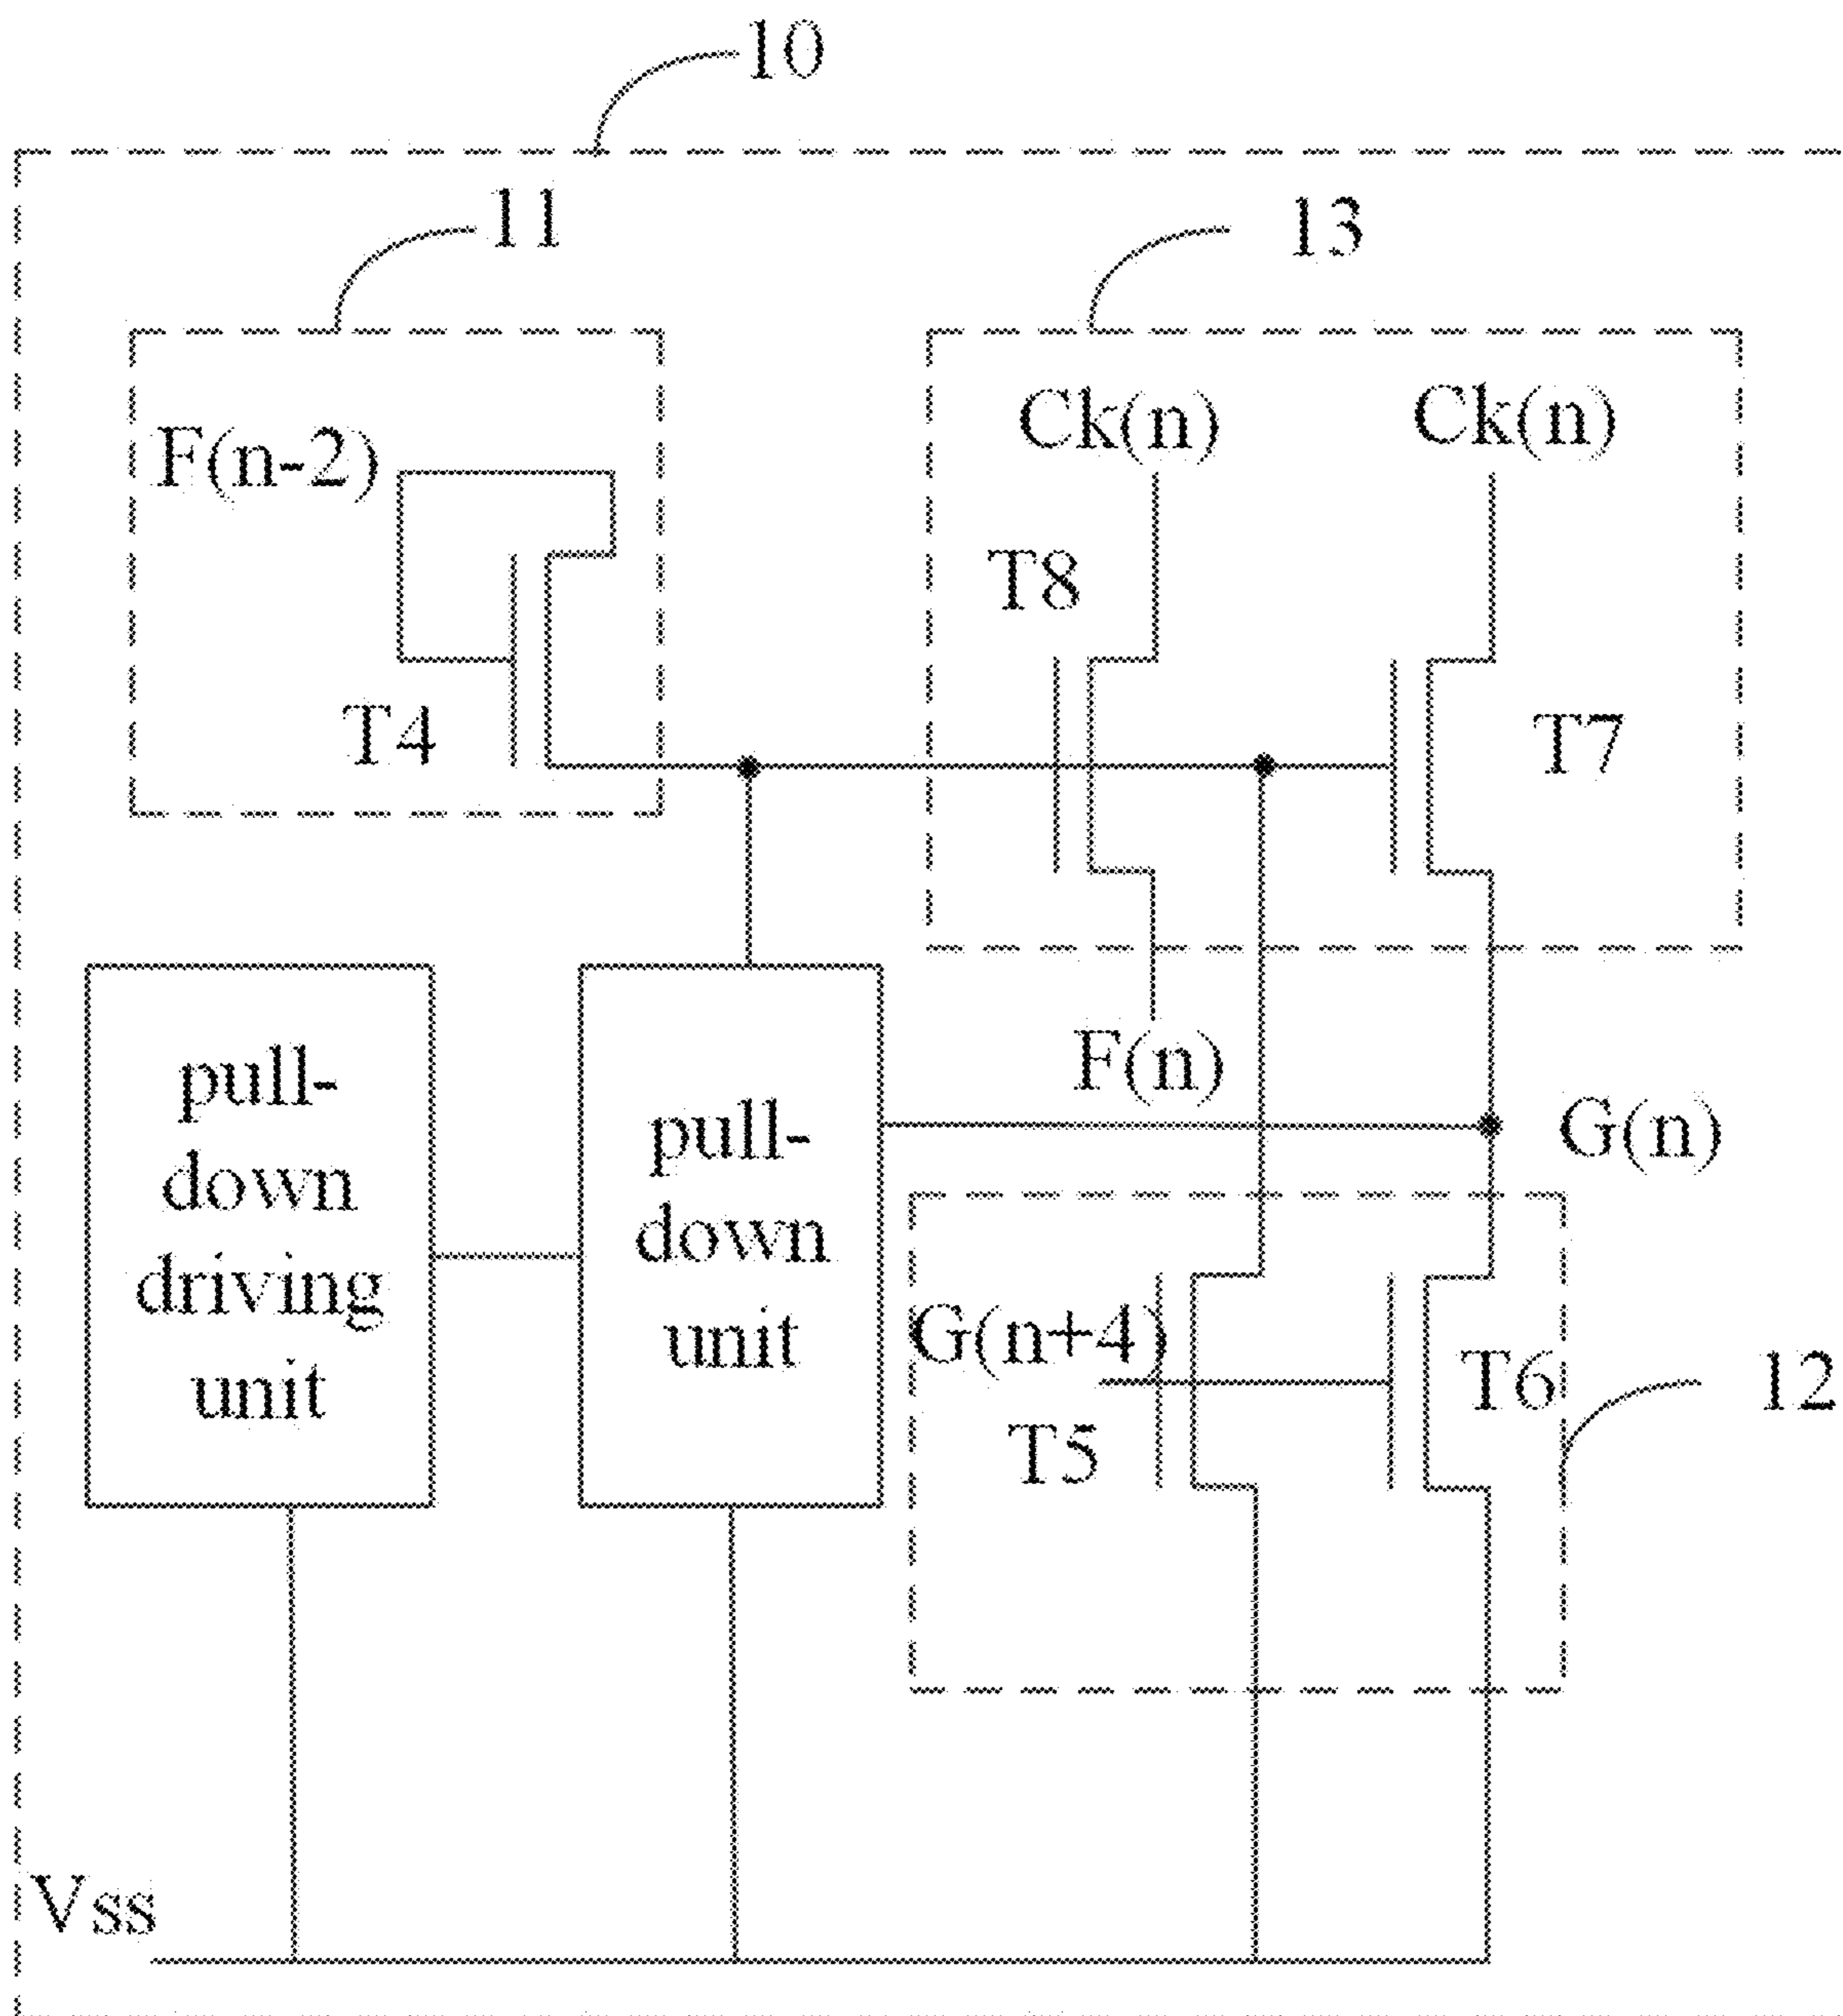 10
11
13
F(n-2)
Ck(n)
Ck(n)
T8
T4
T7
F(n)
G(n)
pull-
down
driving
unit
pull-
down
unit
G(n+4)
T5
T6
12
Vss